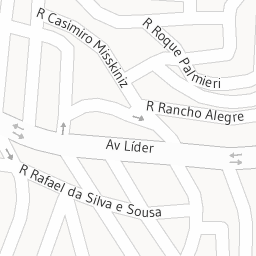 R Casimiro Misskiniz
R Roque Palmieri
R Rancho Alegre
Av Líder
R Rafael da Silva e Sousa